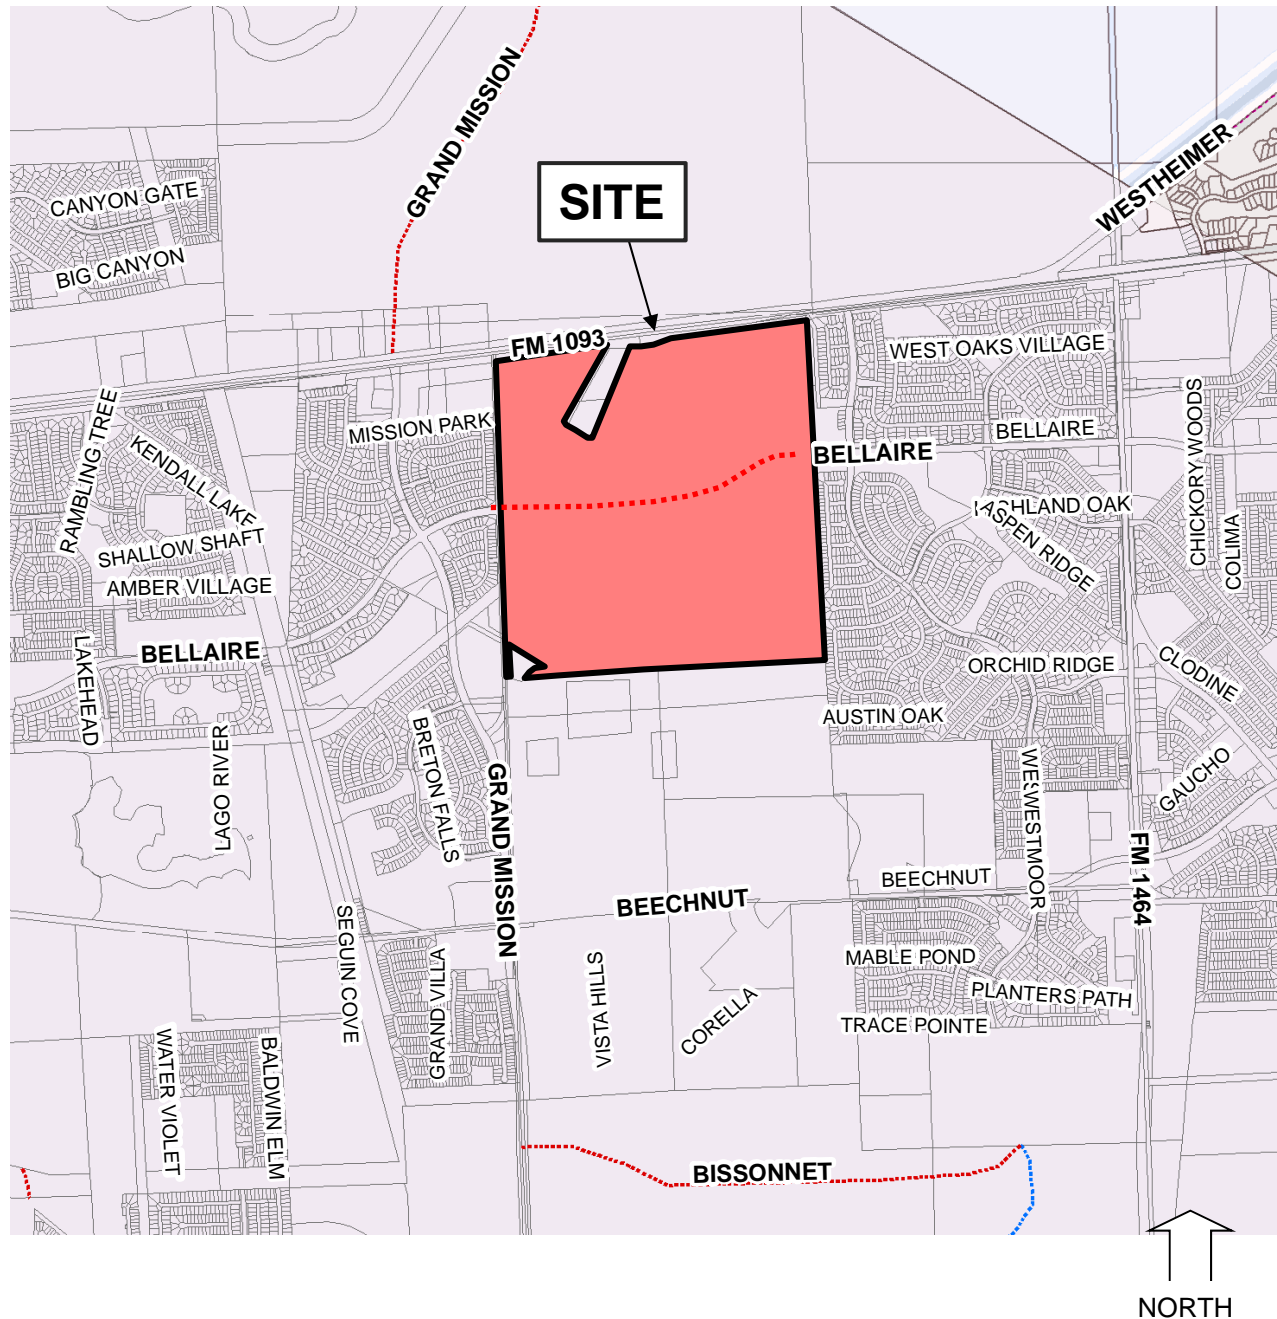 GRAND MISSION
WESTHEIMER
CANYON GATE
SITE
BIG CANYON
FM 1093
WEST OAKS VILLAGE
RAMBLING TREE
MISSION PARK
CHICKORY WOODS
BELLAIRE
BELLAIRE
KENDALL LAKE
HLAND OAK
ASPEN RIDGE
COLIMA
SHALLOW SHAFT
AMBER VILLAGE
BELLAIRE
LAKEHEAD
ORCHID RIDGE
CLODINE
AUSTIN OAK
BRETON FALLS
LAGO RIVER
GRAND MISSION
WESTMOOR
GAUCHO
FM 1464
BEECHNUT
BEECHNUT
SEGUIN COVE
GRAND VILLA
VISTA HILLS
MABLE POND
PLANTERS PATH
CORELLA
TRACE POINTE
WATER VIOLET
BALDWIN ELM
BISSONNET
NORTH